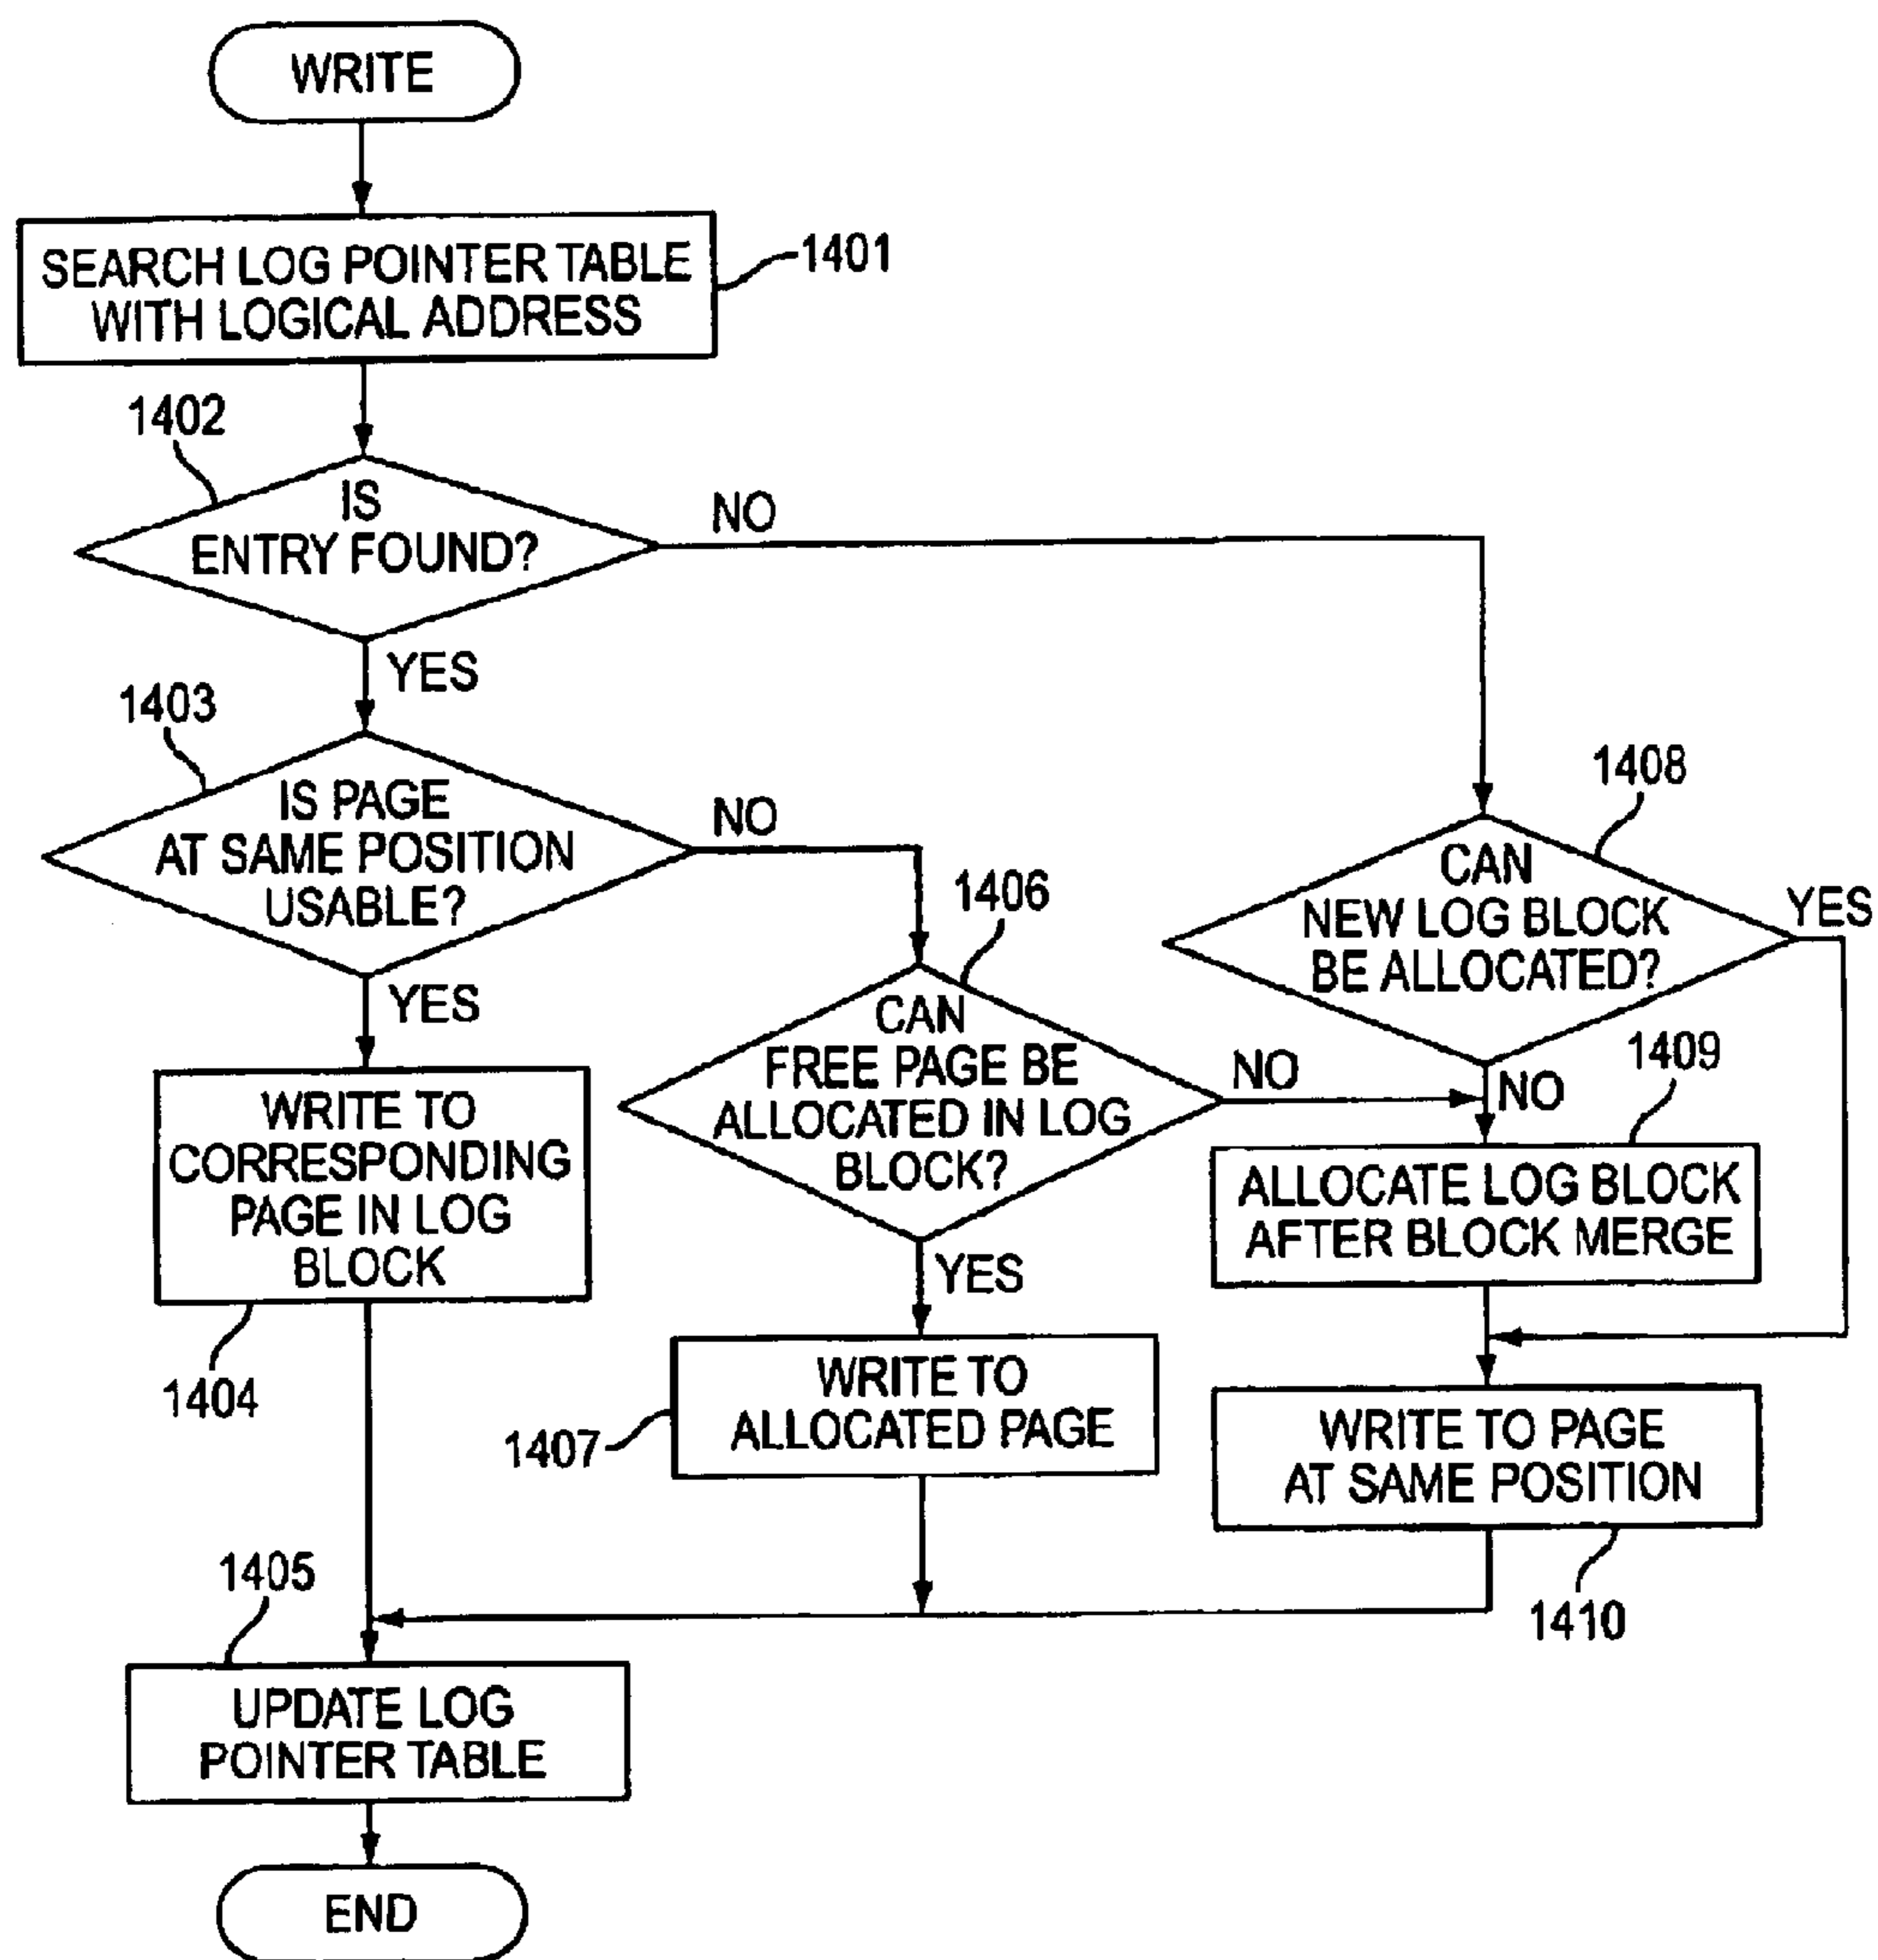 WRITE
SEARCH LOG POINTER TABLE
WITH LOGICAL ADDRESS
1401
1402
IS
ENTRY FOUND?
NO
YES
1403
IS PAGE
AT SAME POSITION
USABLE?
NO
YES
1406
CAN
FREE PAGE BE
ALLOCATED IN LOG
BLOCK?
NO
YES
1408
CAN
NEW LOG BLOCK
BE ALLOCATED?
YES
NO
1409
WRITE TO
CORRESPONDING
PAGE IN LOG
BLOCK
1404
ALLOCATE LOG BLOCK
AFTER BLOCK MERGE
WRITE TO
ALLOCATED PAGE
1407
WRITE TO PAGE
AT SAME POSITION
1410
1405
UPDATE LOG
POINTER TABLE
END